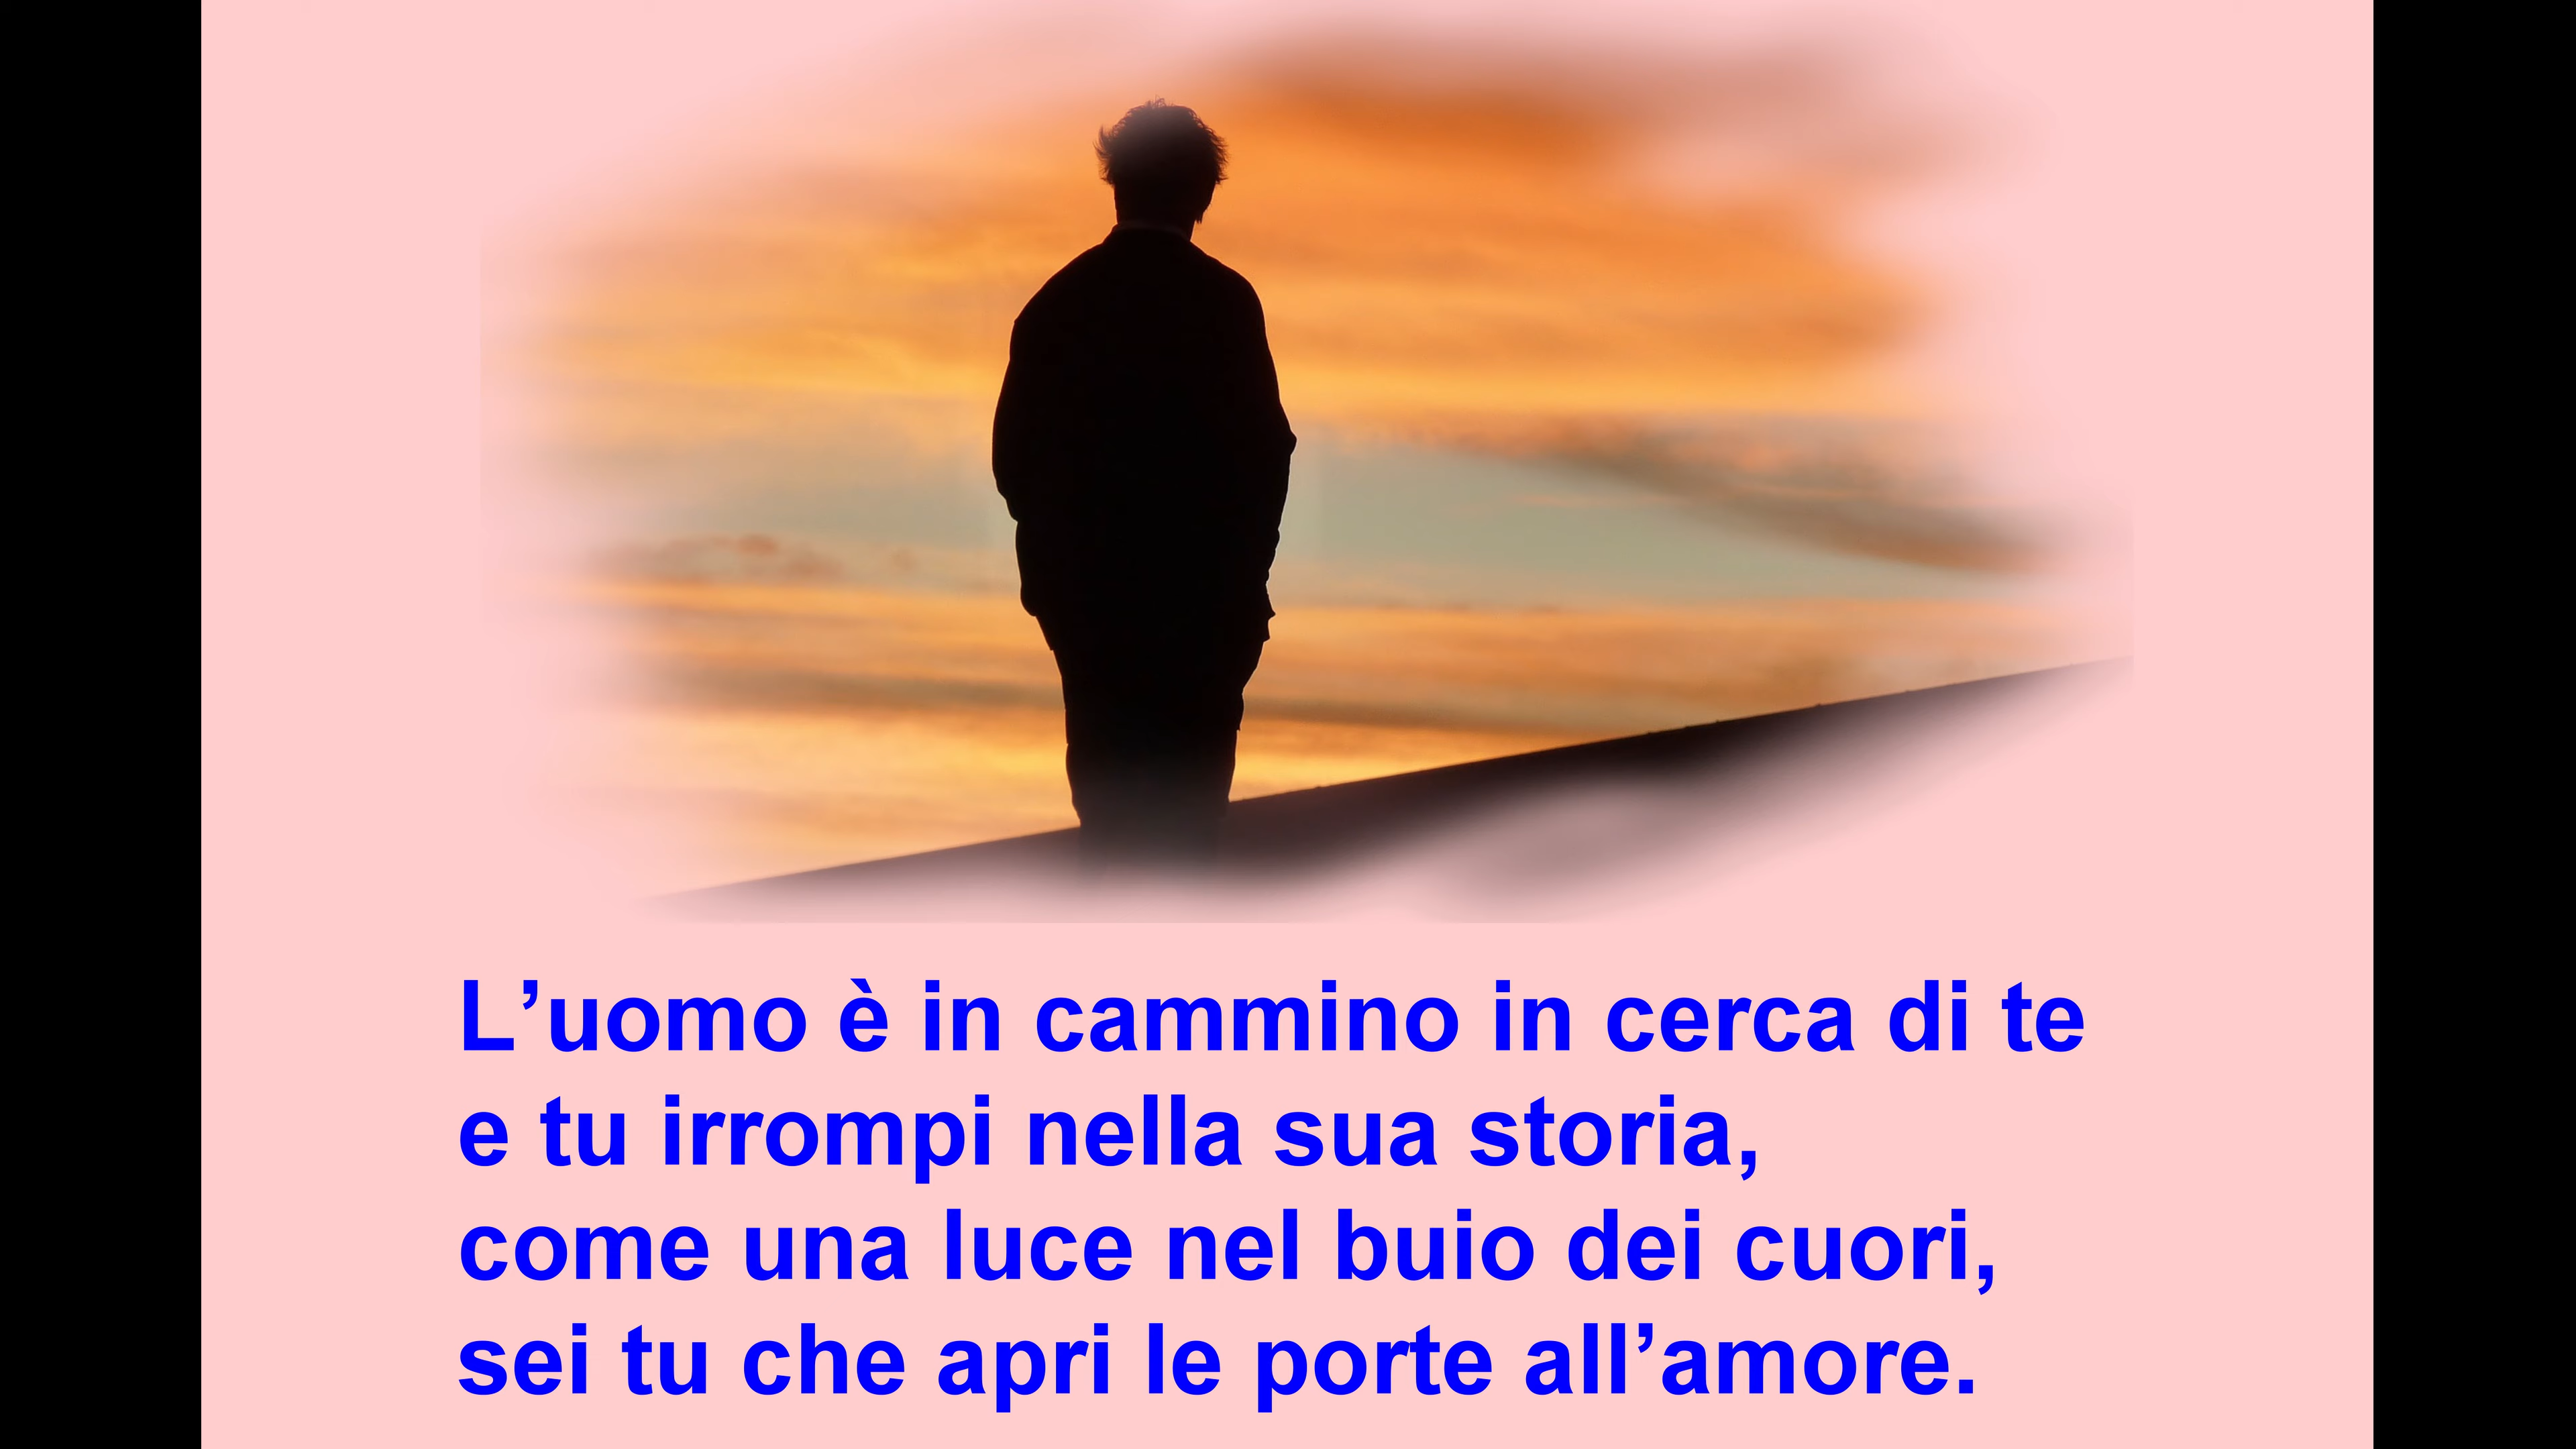 L’uomo è in cammino in cerca di te
e tu irrompi nella sua storia,
come una luce nel buio dei cuori,
sei tu che apri le porte all’amore.